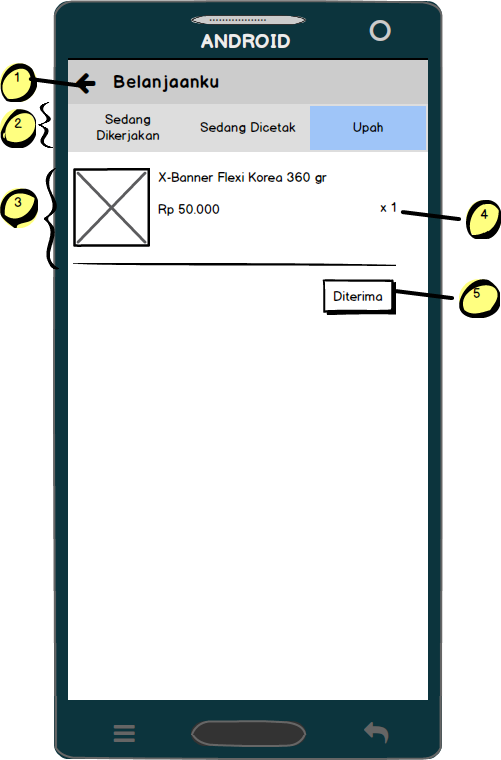 ANDROID
1
Belanjaanku
2
Sedang
Dikerjakan
Sedang Dicetak
Upah
3
X-Banner Flexi Korea 360 gr
Rp 50.000
x 1
4
Diterima
5